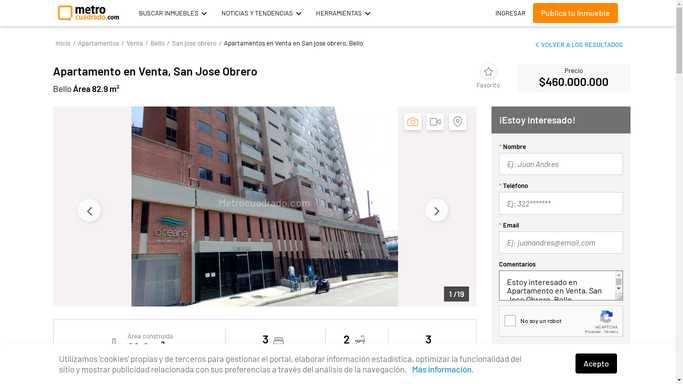 metro
cuadrado.com
BUSCAR INMUEBLES
NOTICIAS Y TENDENCIAS
HERRAMIENTAS
INGRESAR
Publica tu inmueble
Inicio / Apartamentos / Venta / Bello / San jose obrero / Apartamentos en Venta en San jose obrero, Bello
VOLVER A LOS RESULTADOS
Apartamento en Venta, San Jose Obrero
Bello Área 82.9 m²
Favorito
Precio
$460.000.000
Metrocuadrado.com
oceana
1 /19
¡Estoy Interesado!
* Nombre
Ej: Juan Andres
* Teléfono
Ej: 322*******
* Email
Ej: juanandres@email.com
Comentarios
Estoy interesado en
Apartamento en Venta, San
Jose Obrero, Bello
No soy un robot
reCAPTCHA
Privacidad - Términos
Área construida
3
2
3
Utilizamos 'cookies' propias y de terceros para gestionar el portal, elaborar información estadística, optimizar la funcionalidad del
sitio y mostrar publicidad relacionada con sus preferencias a través del análisis de la navegación. Más información.
Acepto